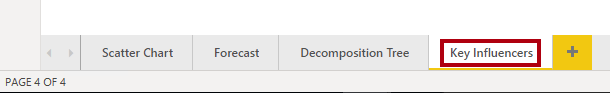 Scatter Chart Forecast Decomposition Tree Key Influencers +
PAGE 4 OF 4